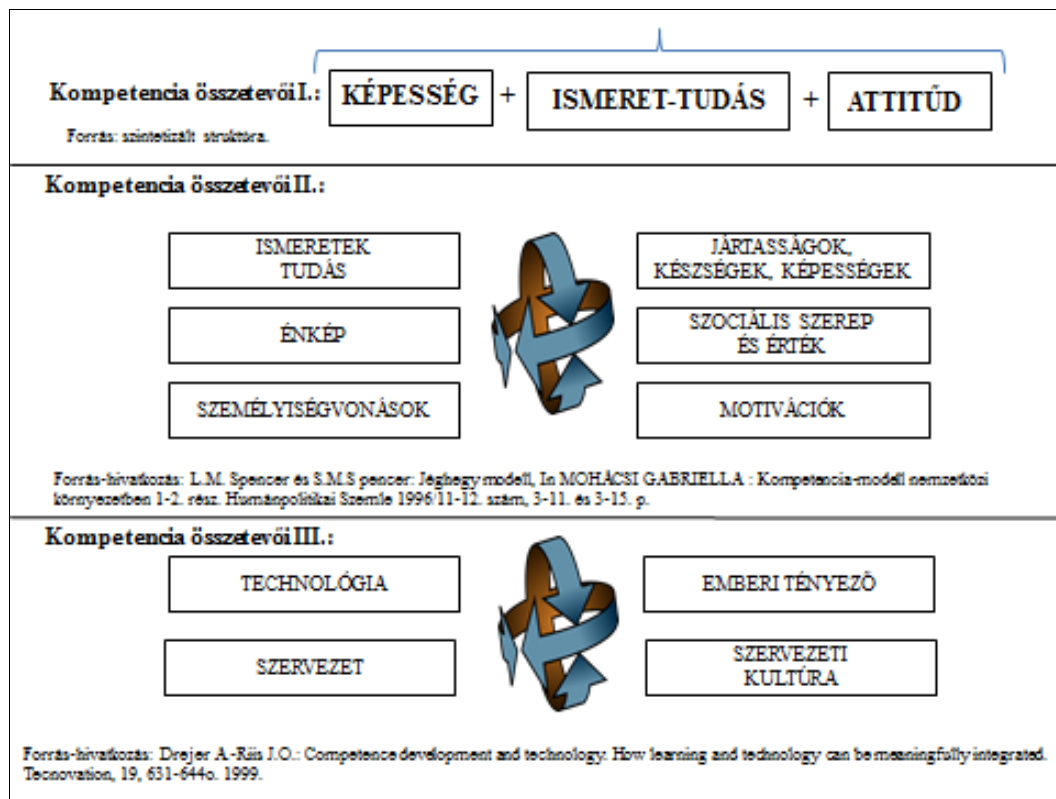 Kompetencia összetevői I.: KÉPESSÉG + ISMERET-TUDÁS + ATTITŰD
Forrás: szintetizált struktúra.
Kompetencia összetevői II.:
ISMERETEK
TUDÁS
JÁRTASSÁGOK,
KÉSZSÉGEK, KÉPESSÉGEK
ÉNKÉP
SZOCIÁLIS SZEREP
ÉS ÉRTÉK
SZEMÉLYISÉGVONÁSOK
MOTIVÁCIÓK
Forrás-hivatkozás: L.M. Spencer és S.M.S pencer: Jéghegy modell, In MOHÁCSI GABRIELLA : Kompetencia-modell nemzetközi
környezetben 1-2. rész. Humánpolitikai Szemle 1996/11-12. szám, 3-11. és 3-15. p.
Kompetencia összetevői III.:
TECHNOLÓGIA
EMBERI TÉNYEZŐ
SZERVEZET
SZERVEZETI
KULTÚRA
Forrás-hivatkozás: Drejer A.-Riis J.O.: Competence development and technology. How learning and technology can be meaningfully integrated.
Tecnovation, 19, 631-644o. 1999.